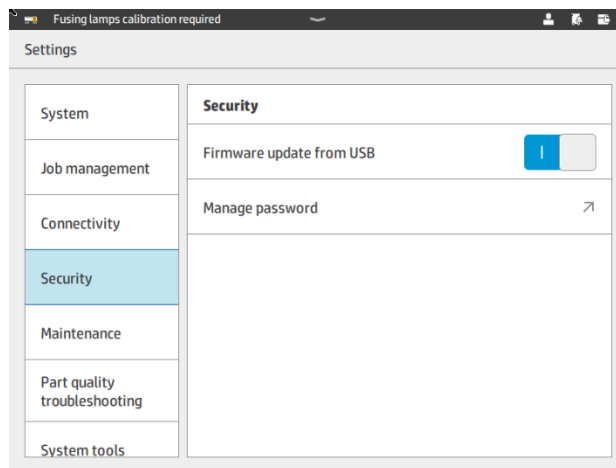 Fusing lamps calibration required
Settings
System
Job management
Connectivity
Security
Maintenance
Part quality
troubleshooting
System tools
Security
Firmware update from USB
Manage password